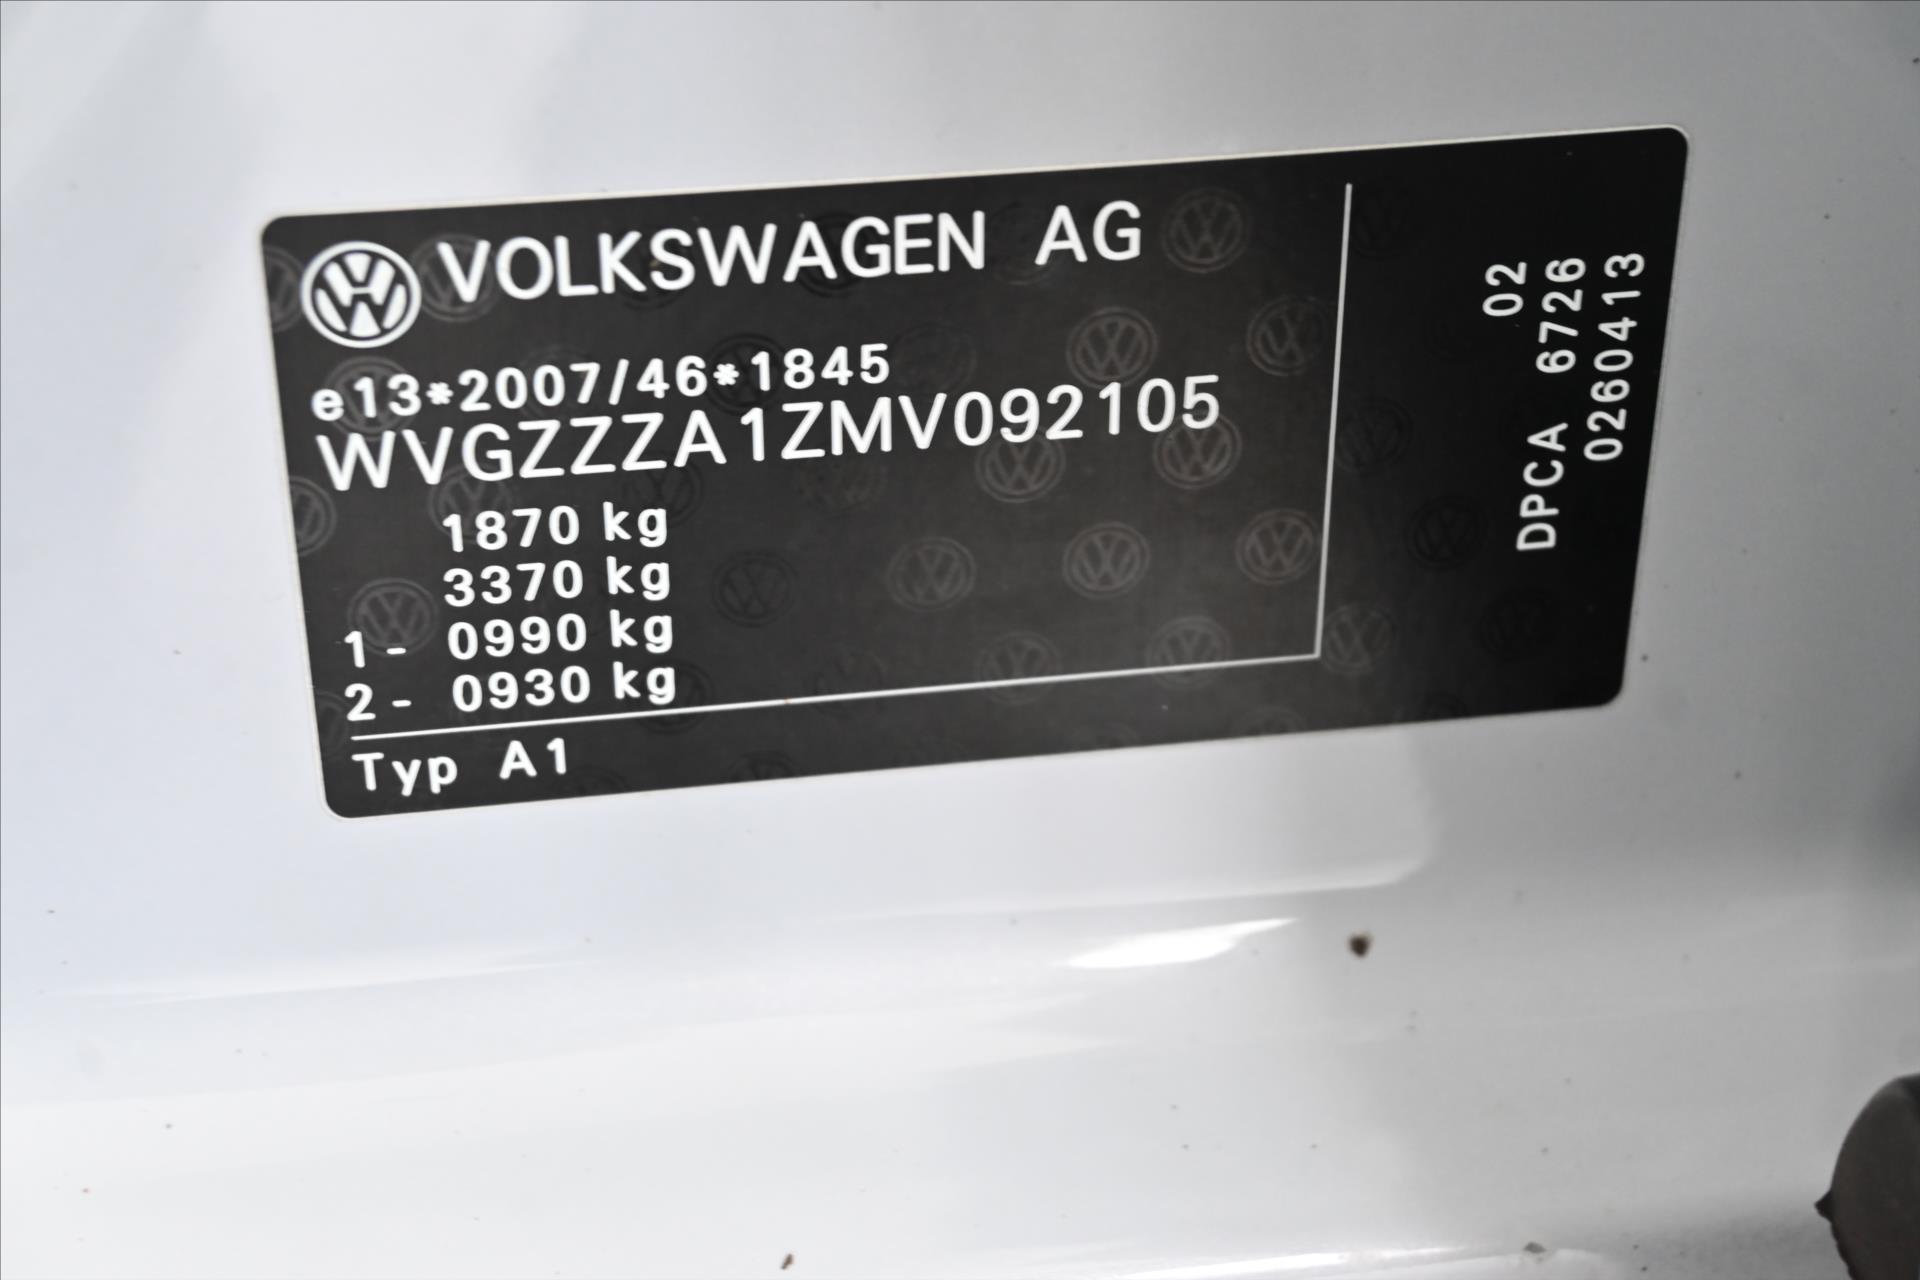 VOLKSWAGEN AG
e13*2007/46*1845
WVGZZZA1ZMV092105
1870 kg
3370 kg
1- 0990 kg
2- 0930 kg
Typ A1
02
DPCA 6726
0260413